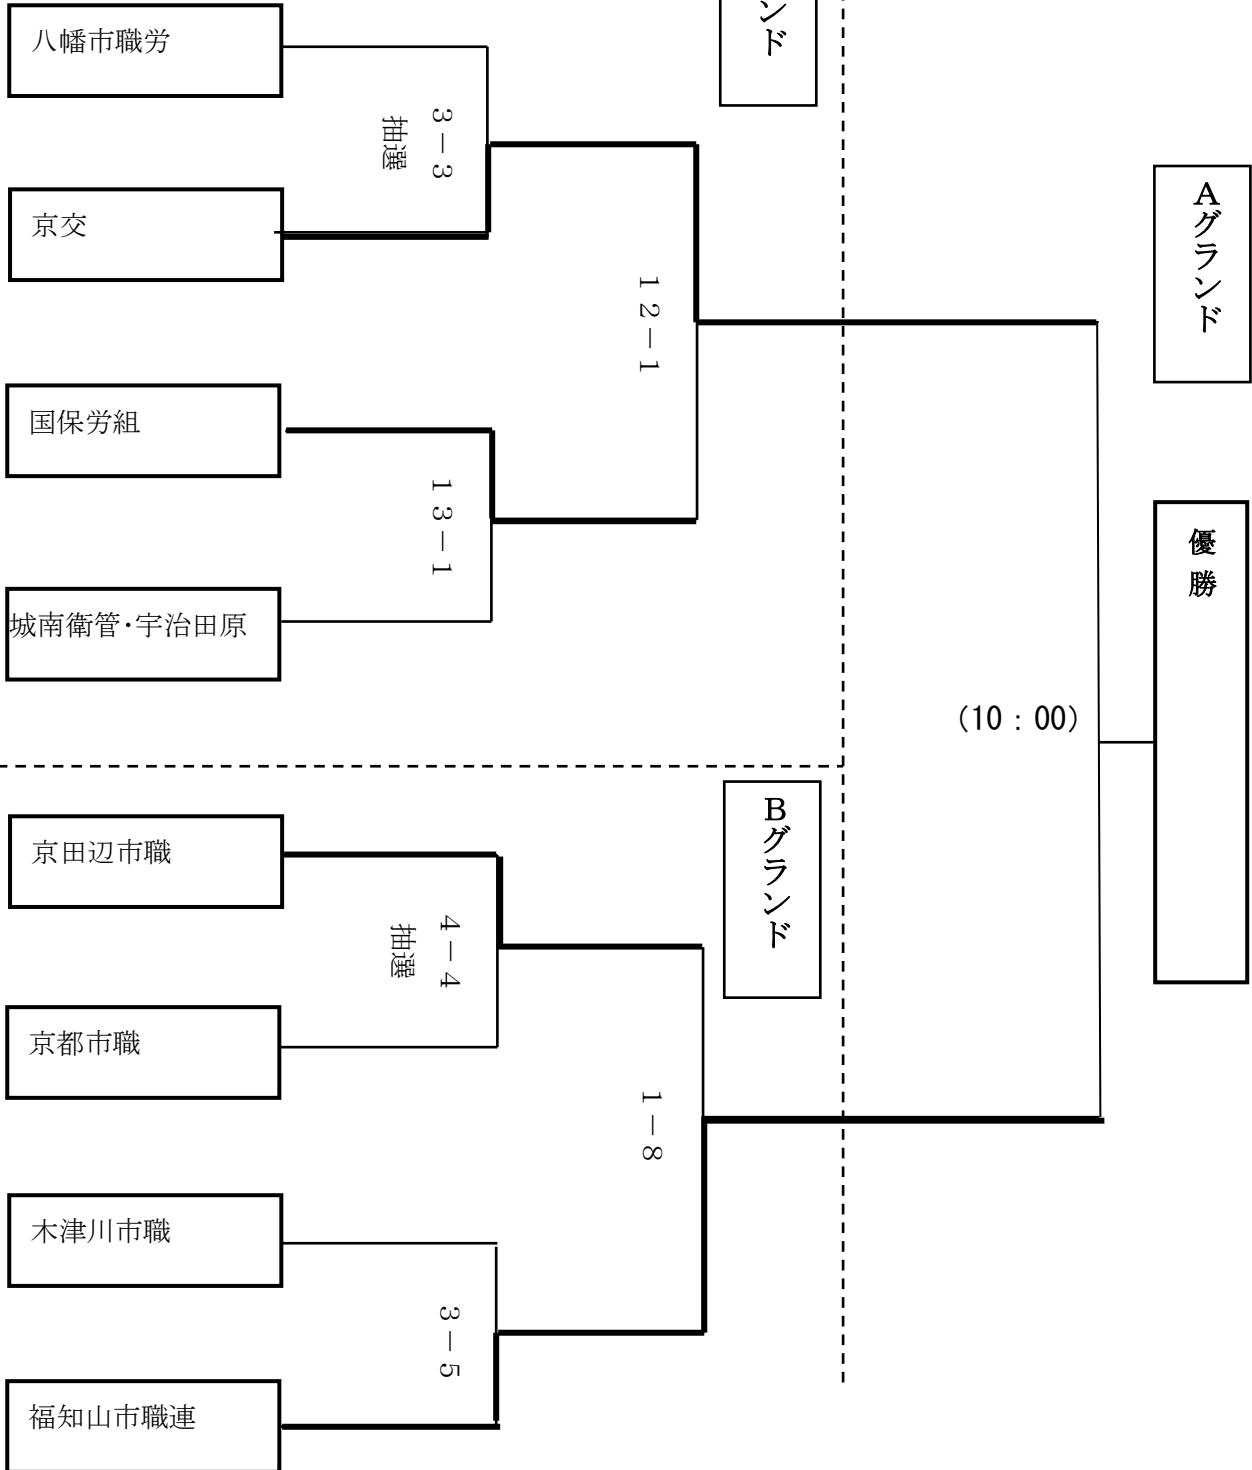 ンド
八幡市職労
3－3
抽選
京交
12－1
国保労組
13－1
城南衛管・宇治田原
Aグランド
優勝
(10：00)
Bグランド
京田辺市職
4－4
抽選
京都市職
1－8
木津川市職
3－5
福知山市職連